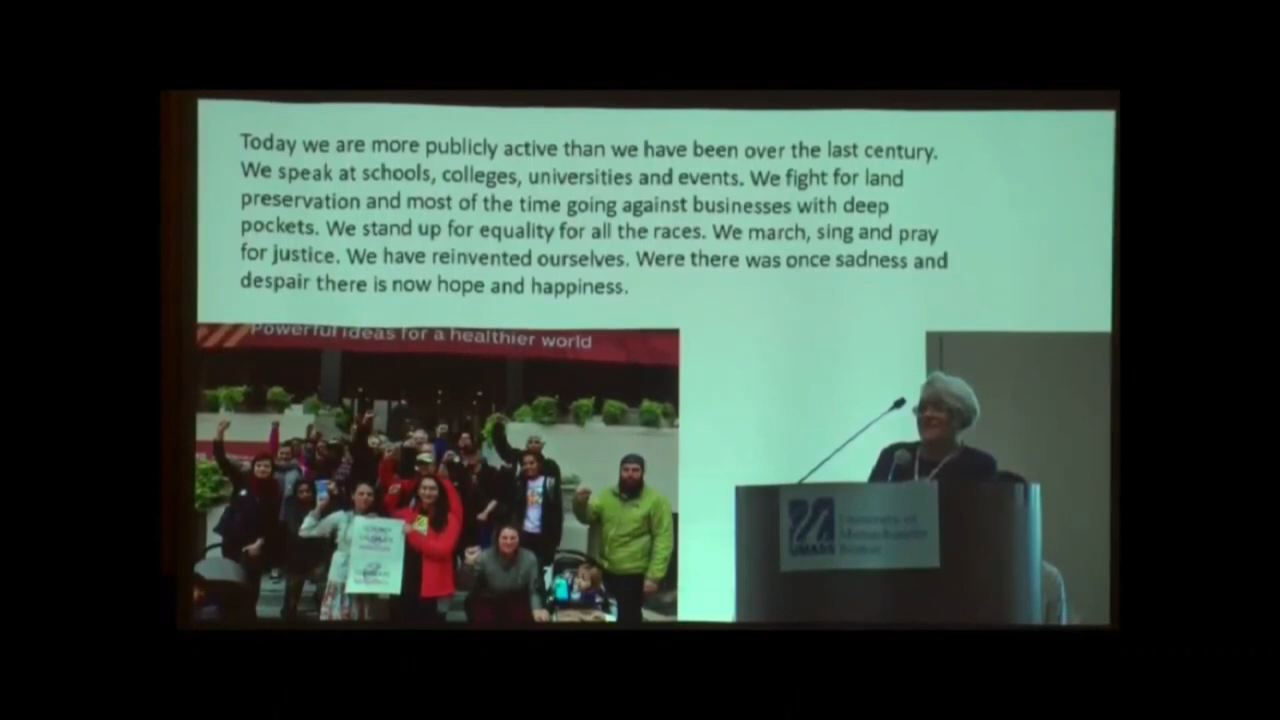 Today we are more publicly active than we have been over the last century.
We speak at schools, colleges, universities and events. We fight for land
preservation and most of the time going against businesses with deep
pockets. We stand up for equality for all the races. We march, sing and pray
for justice. We have reinvented ourselves. Were there was once sadness and
despair there is now hope and happiness.
Powerful ideas for a healthier world
UMASS
University of
Massachusetts